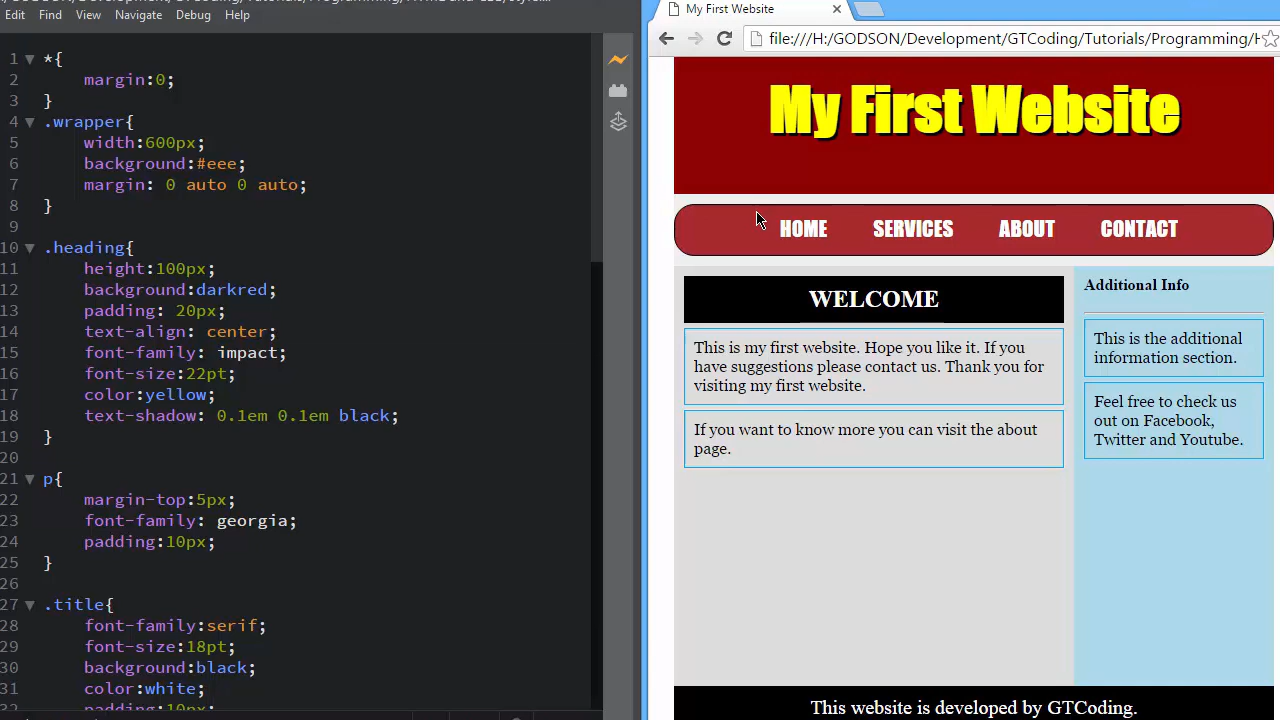 Edit Find View Navigate Debug Help
1 *{
2 margin:0;
3 }
4 .wrapper{
5 width:600px;
6 background:#eee;
7 margin: 0 auto 0 auto;
8 }
9
10 .heading{
11 height:100px;
12 background:darkred;
13 padding: 20px;
14 text-align: center;
15 font-family: impact;
16 font-size:22pt;
17 color:yellow;
18 text-shadow: 0.1em 0.1em black;
19 }
20
21 p{
22 margin-top:5px;
23 font-family: georgia;
24 padding:10px;
25 }
26
27 .title{
28 font-family:serif;
29 font-size:18pt;
30 background:black;
31 color:white;
32 padding:10px;
My First Website
file:///H:/GODSON/Development/GTCoding/Tutorials/Programming/H
My First Website
HOME SERVICES ABOUT CONTACT
WELCOME
This is my first website. Hope you like it. If you
have suggestions please contact us. Thank you for
visiting my first website.
If you want to know more you can visit the about
page.
Additional Info
This is the additional
information section.
Feel free to check us
out on Facebook,
Twitter and Youtube.
This website is developed by GTCoding.